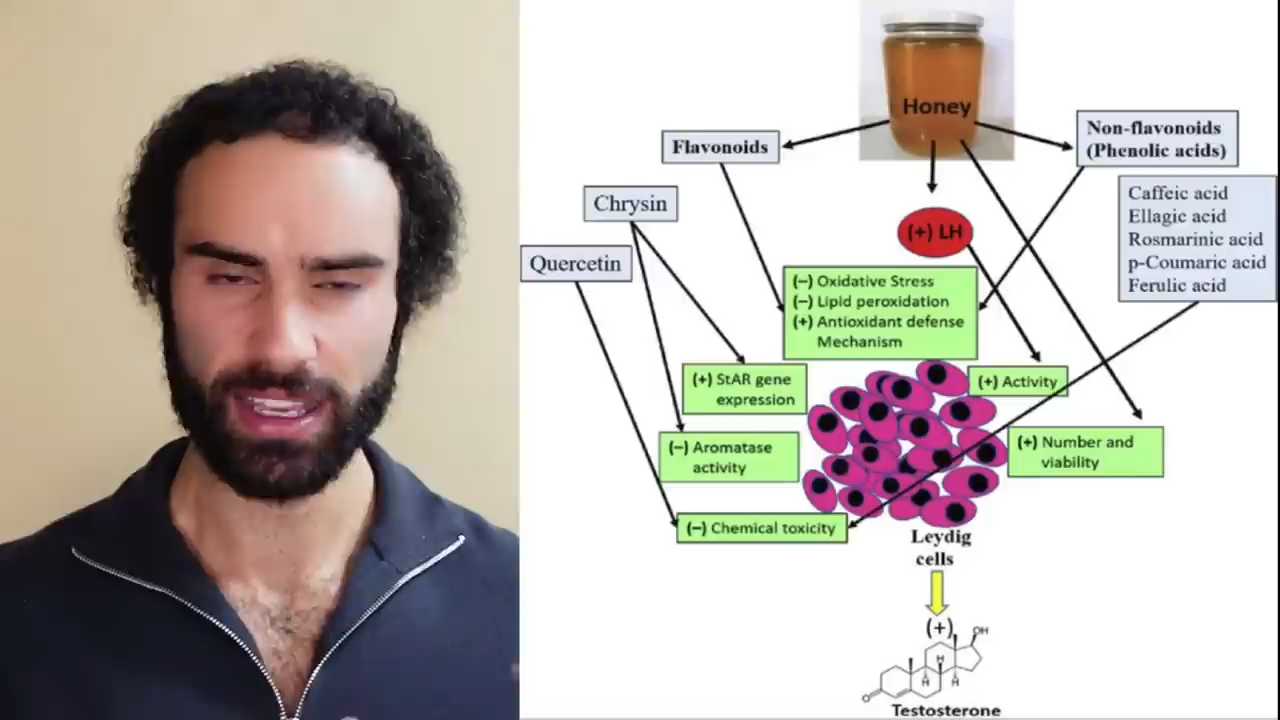 Honey
Flavonoids
Non-flavonoids
(Phenolic acids)
Chrysin
Caffeic acid
Ellagic acid
Rosmarinic acid
p-Coumaric acid
Ferulic acid
(+) LH
Quercetin
(−) Oxidative Stress
(−) Lipid peroxidation
(+) Antioxidant defense
Mechanism
(+) StAR gene
expression
(+) Activity
(−) Aromatase
activity
(+) Number and
viability
(−) Chemical toxicity
Leydig
cells
(+)
OH
H
H
H
O
Testosterone